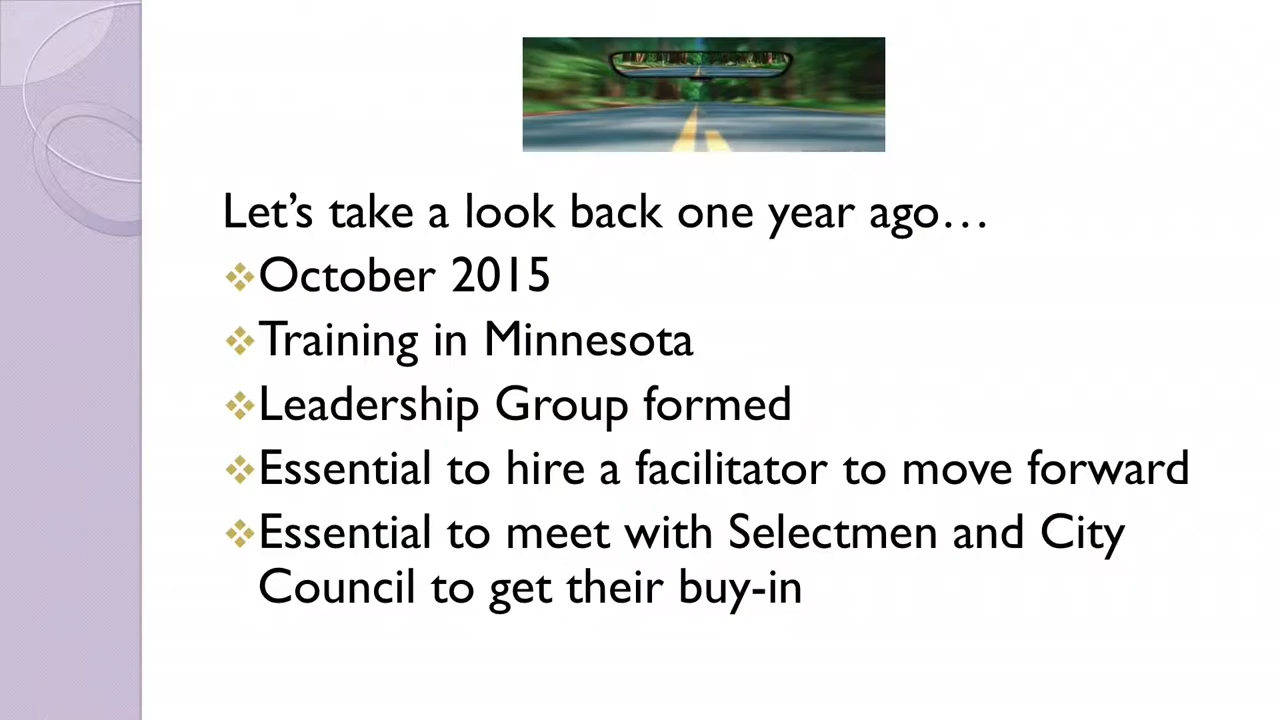 Let’s take a look back one year ago…
October 2015
Training in Minnesota
Leadership Group formed
Essential to hire a facilitator to move forward
Essential to meet with Selectmen and City
Council to get their buy-in